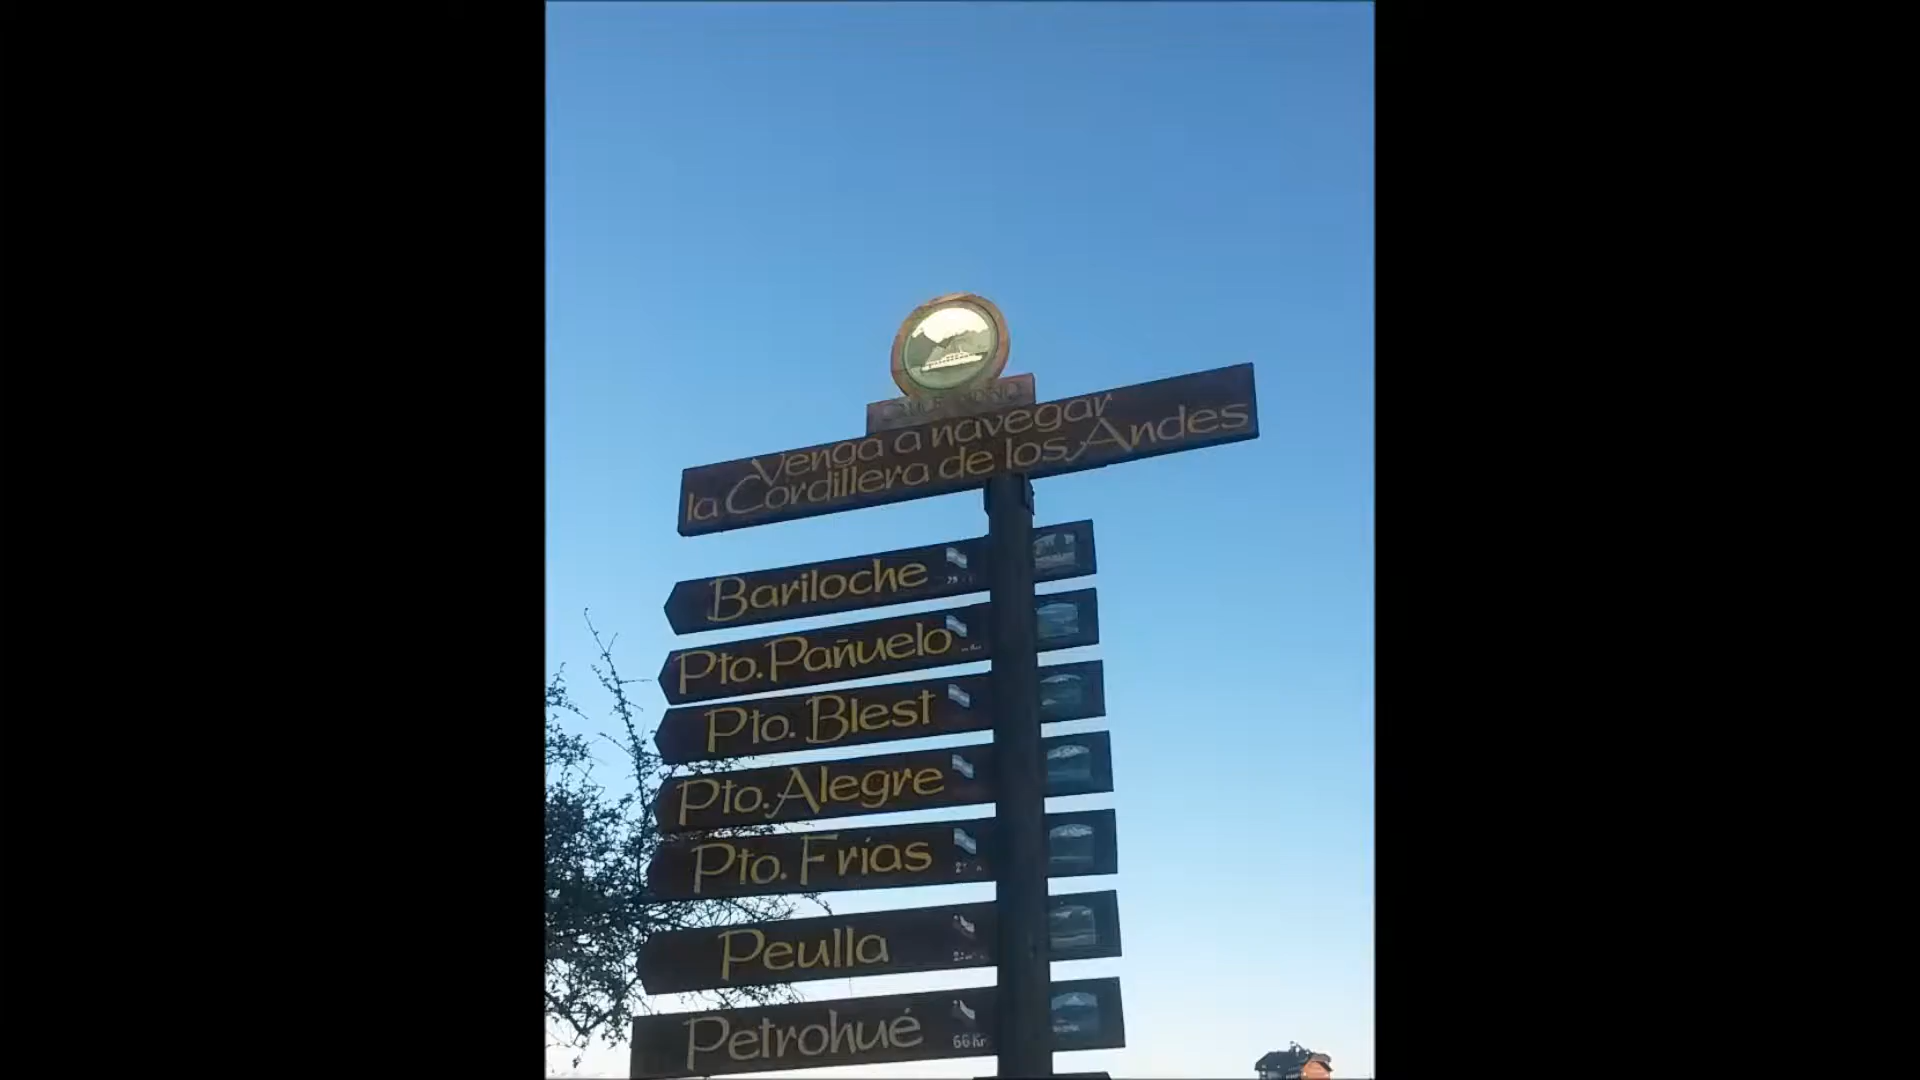 Venga a navegar
la Cordillera de los Andes
Bariloche
Pto. Pañuelo
Pto. Blest
Pto. Alegre
Pto. Frías
Peulla
Petrohué
66 Km